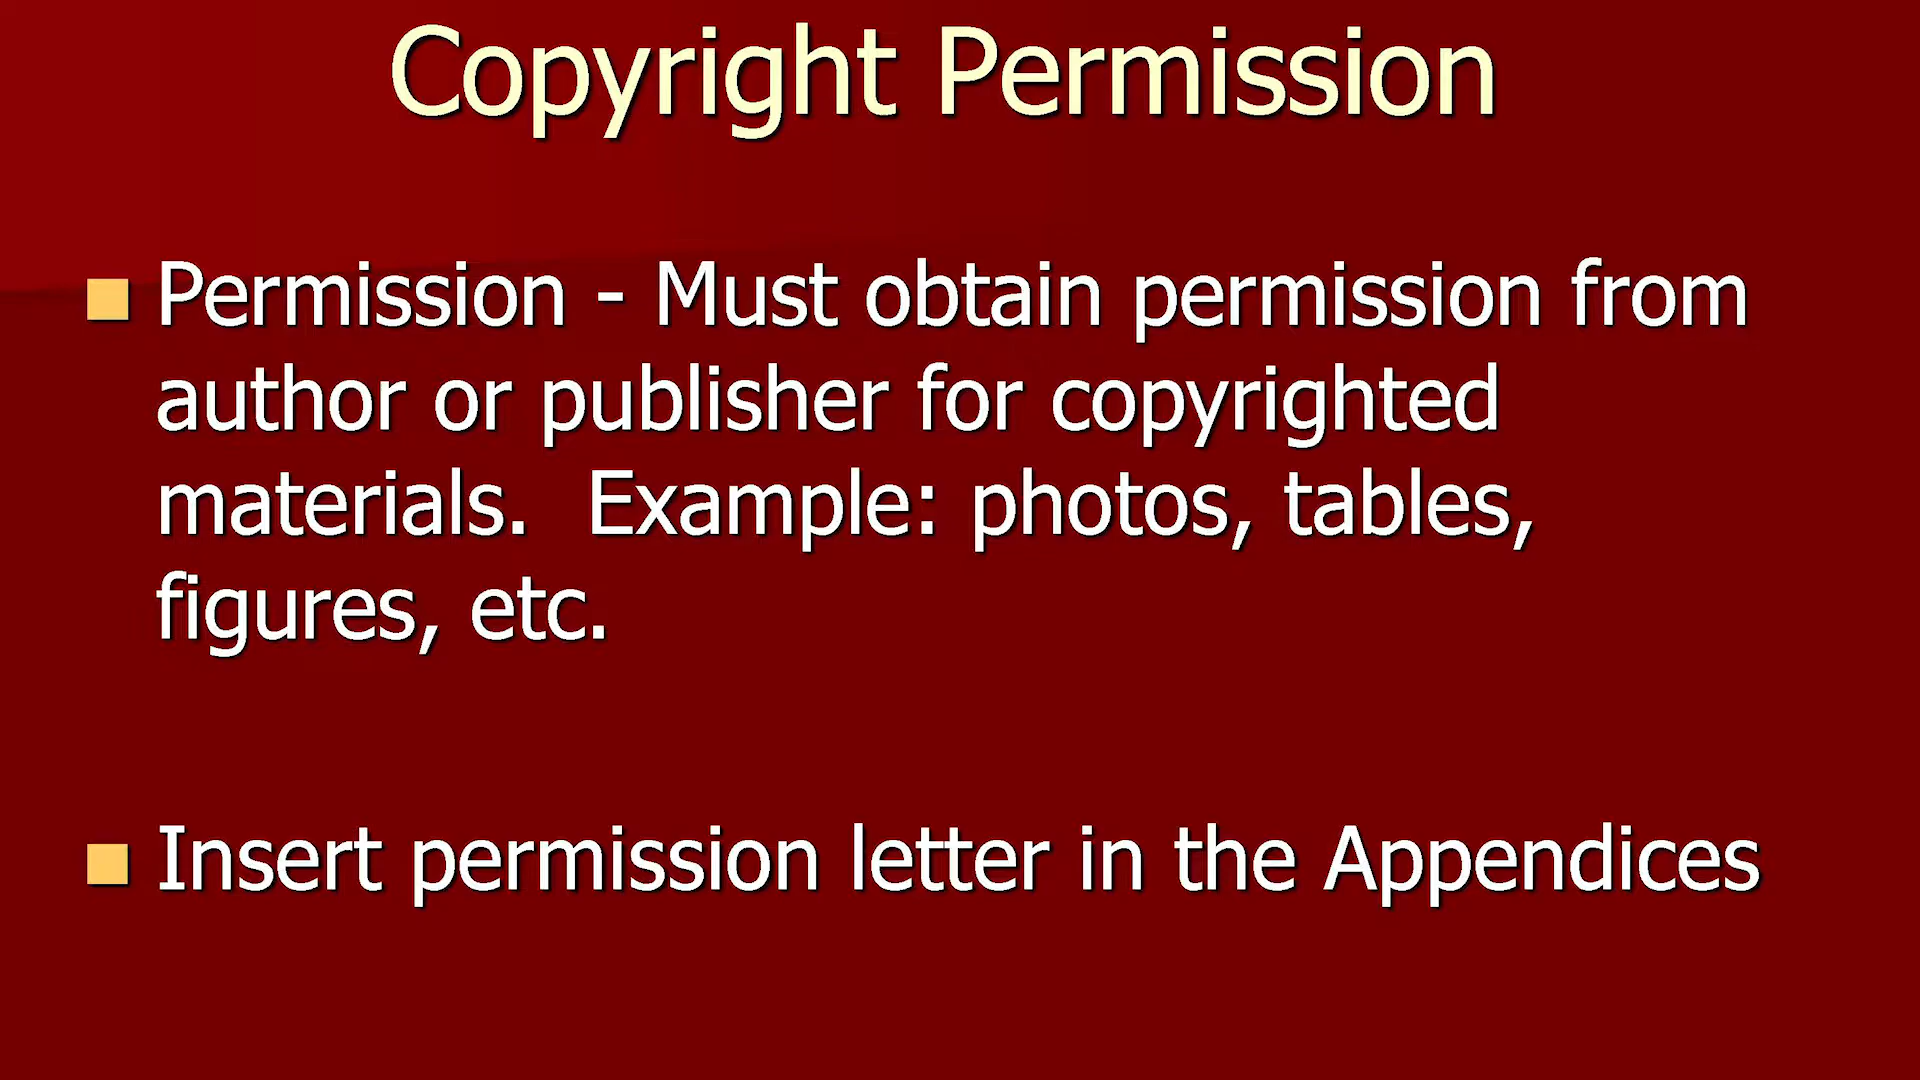 Copyright Permission
Permission - Must obtain permission from
author or publisher for copyrighted
materials.  Example: photos, tables,
figures, etc.
Insert permission letter in the Appendices